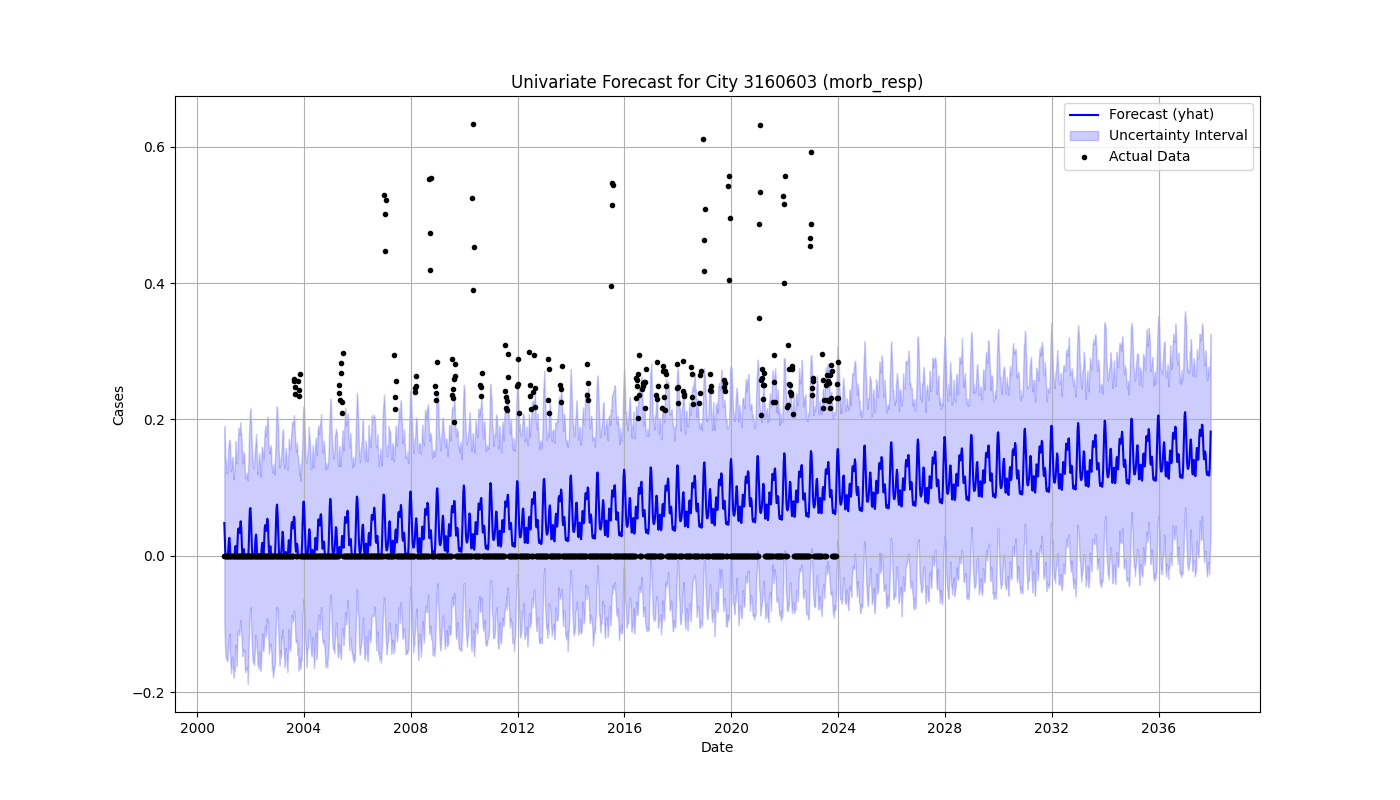 Univariate Forecast for City 3160603 (morb_resp)
Forecast (yhat)
Uncertainty Interval
Actual Data
Cases
0.6
0.4
0.2
0.0
−0.2
2000 2004 2008 2012 2016 2020 2024 2028 2032 2036
Date